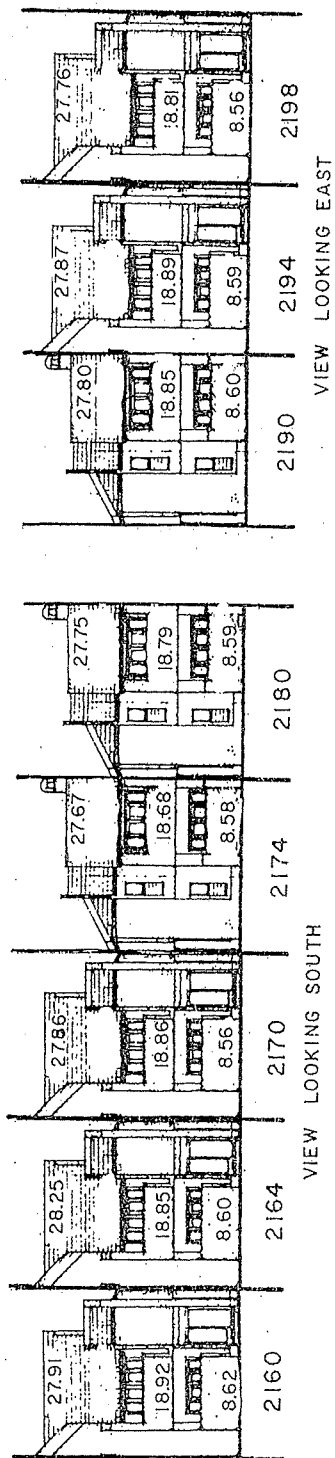 27.91 28.25 27.86 27.67 27.75
18.92 18.85 18.86 18.68 18.79
8.62 8.60 8.56 8.58 8.59
2160 2164 2170 2174 2180
VIEW LOOKING SOUTH
27.80 27.87 27.76
18.85 18.89 18.81
8.60 8.59 8.56
2190 2194 2198
VIEW LOOKING EAST